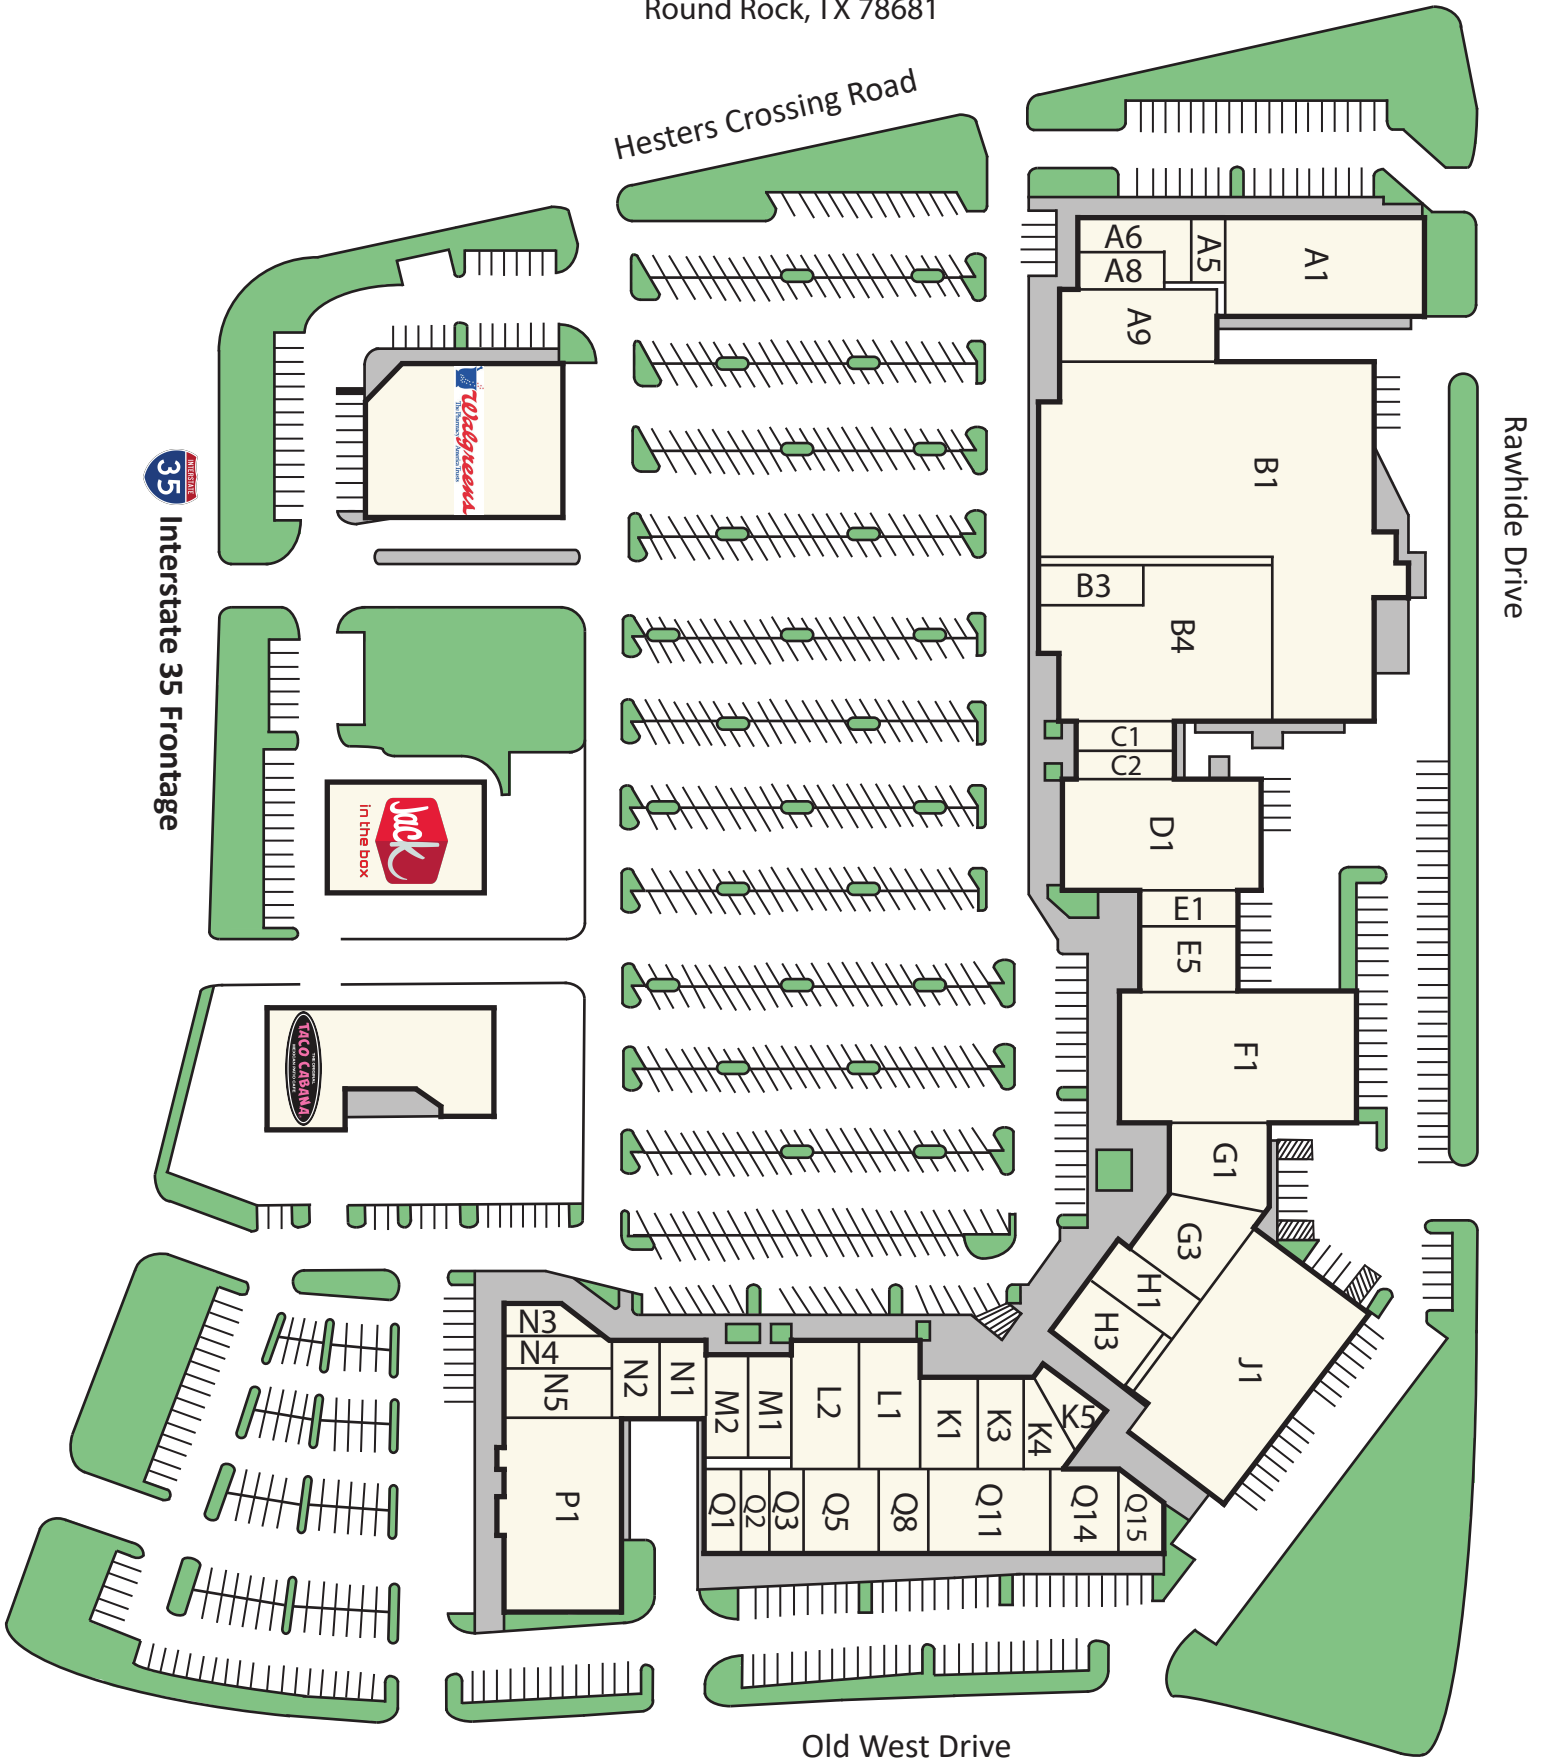 Round Rock, TX 78681
Hesters Crossing Road
A6
A5
A1
A8
A9
Walgreens
B1
Rawhide Drive
INTERSTATE
35
Interstate 35 Frontage
B3
B4
C1
C2
Jack
in the box
D1
E1
E5
TACO CABANA
F1
G1
G3
H1
H3
J1
N3
N4
N5
N2
N1
M2
M1
L2
L1
K1
K3
K4
K5
P1
Q1
Q2
Q3
Q5
Q8
Q11
Q14
Q15
Old West Drive